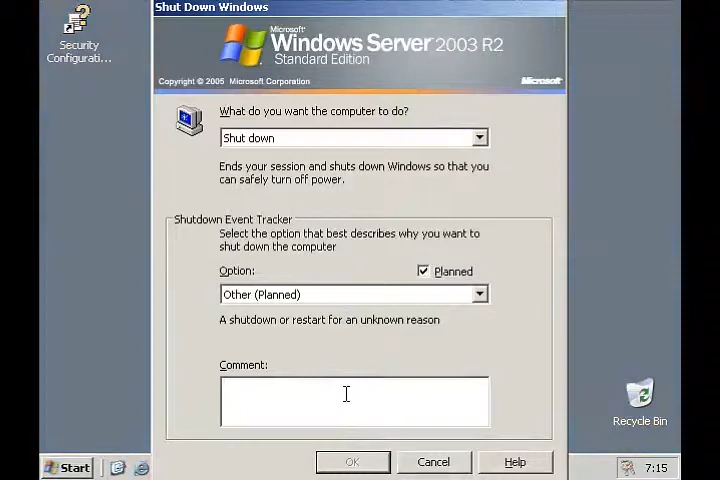 Shut Down Windows
Security
Configurati...
Microsoft
Windows Server 2003 R2
Standard Edition
Copyright © 2005 Microsoft Corporation
Microsoft
What do you want the computer to do?
Shut down
Ends your session and shuts down Windows so that you
can safely turn off power.
Shutdown Event Tracker
Select the option that best describes why you want to
shut down the computer
Option:
Planned
Other (Planned)
A shutdown or restart for an unknown reason
Comment:
Recycle Bin
OK
Cancel
Help
Start
7:15